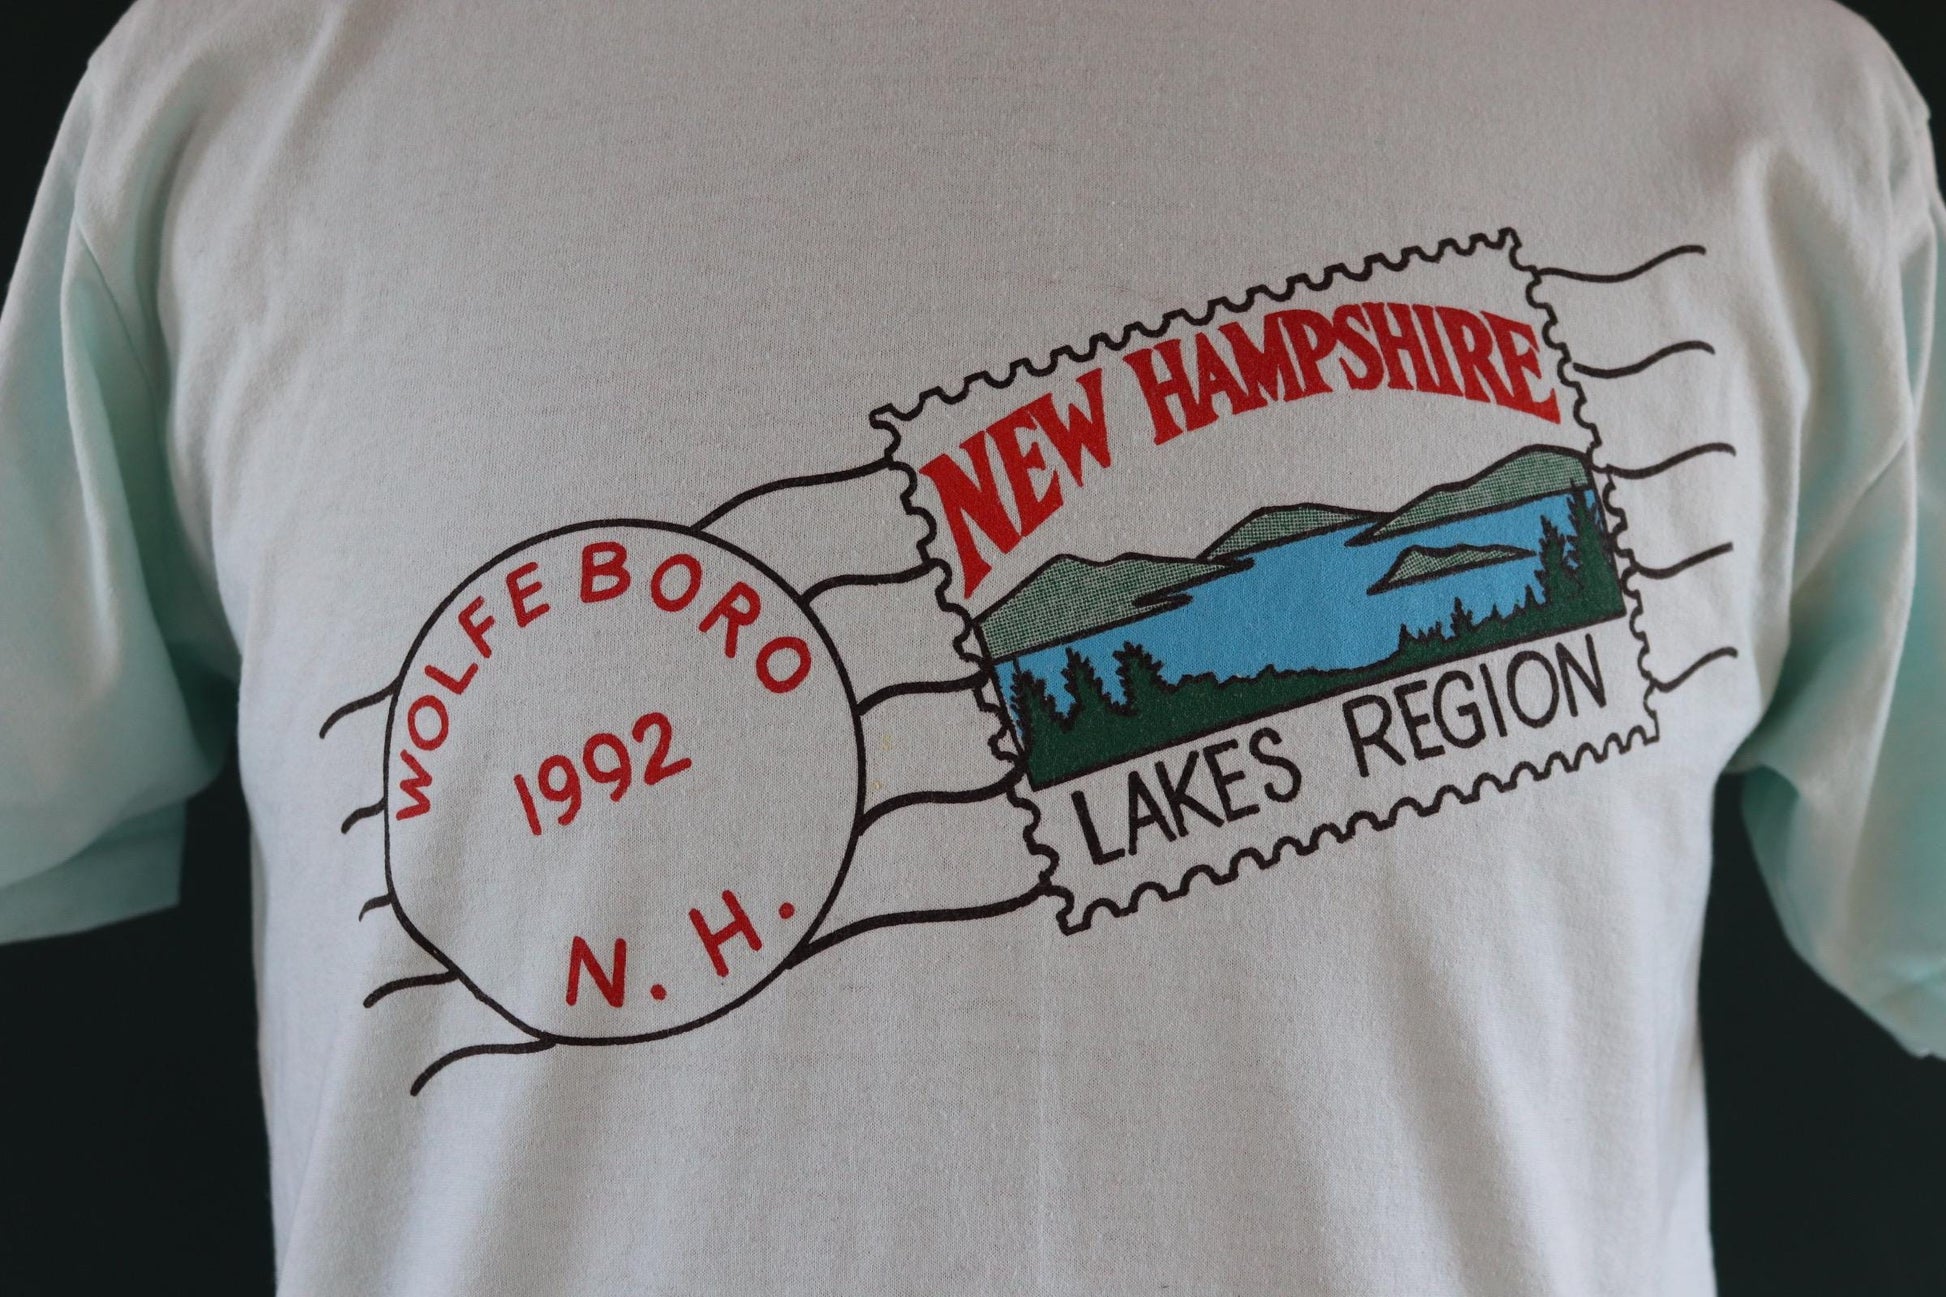 WOLFEBORO
1992
N. H.
NEW HAMPSHIRE
LAKES REGION